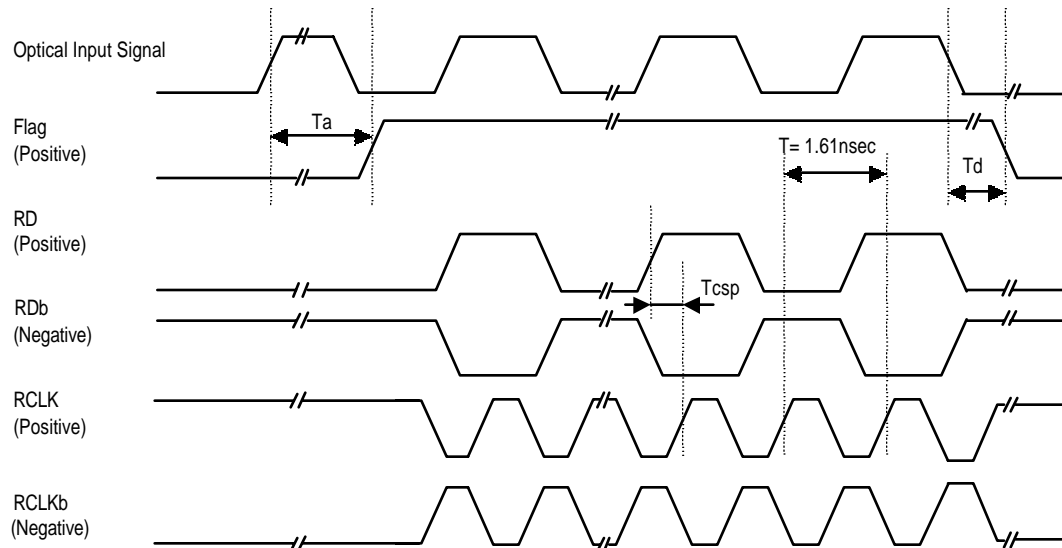 Optical Input Signal
Flag
(Positive)
Ta
T= 1.61nsec
Td
RD
(Positive)
Tcsp
RDb
(Negative)
RCLK
(Positive)
RCLKb
(Negative)